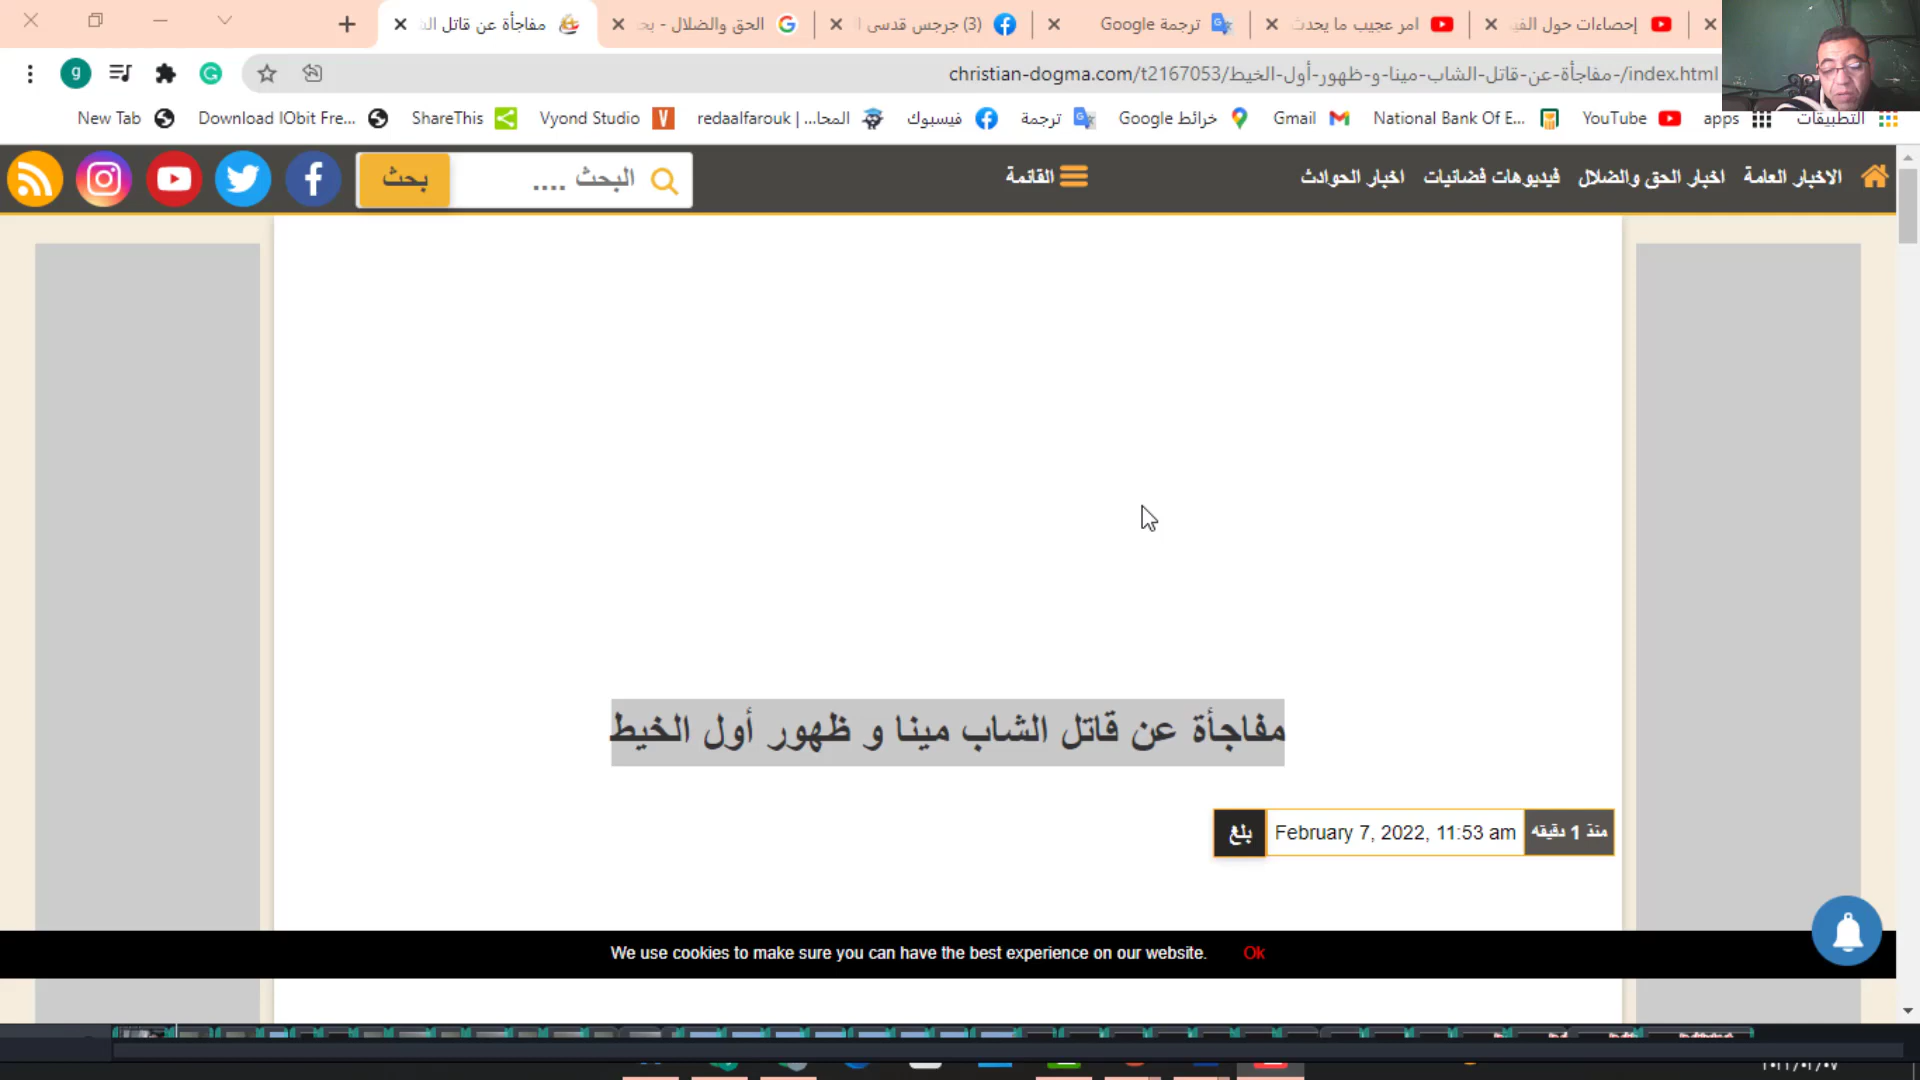 مفاجأة عن قاتل الش
الحق والضلال - بح
(3) جرجس قدسى ا
ترجمة Google
امر عجيب ما يحدث
إحصاءات حول الفي
g
christian-dogma.com/t2167053/مفاجأة-عن-قاتل-الشاب-مينا-و-ظهور-أول-الخيط-/index.html
New Tab
Download IObit Fre...
ShareThis
Vyond Studio
redaalfarouk | المحا...
فيسبوك
ترجمة
خرائط Google
Gmail
National Bank Of E...
YouTube
apps
التطبيقات
الاخبار العامة
اخبار الحق والضلال
فيديوهات فضائيات
اخبار الحوادث
القائمة
البحث ....
بحث
مفاجأة عن قاتل الشاب مينا و ظهور أول الخيط
منذ 1 دقيقه
February 7, 2022, 11:53 am
بلغ
We use cookies to make sure you can have the best experience on our website. Ok